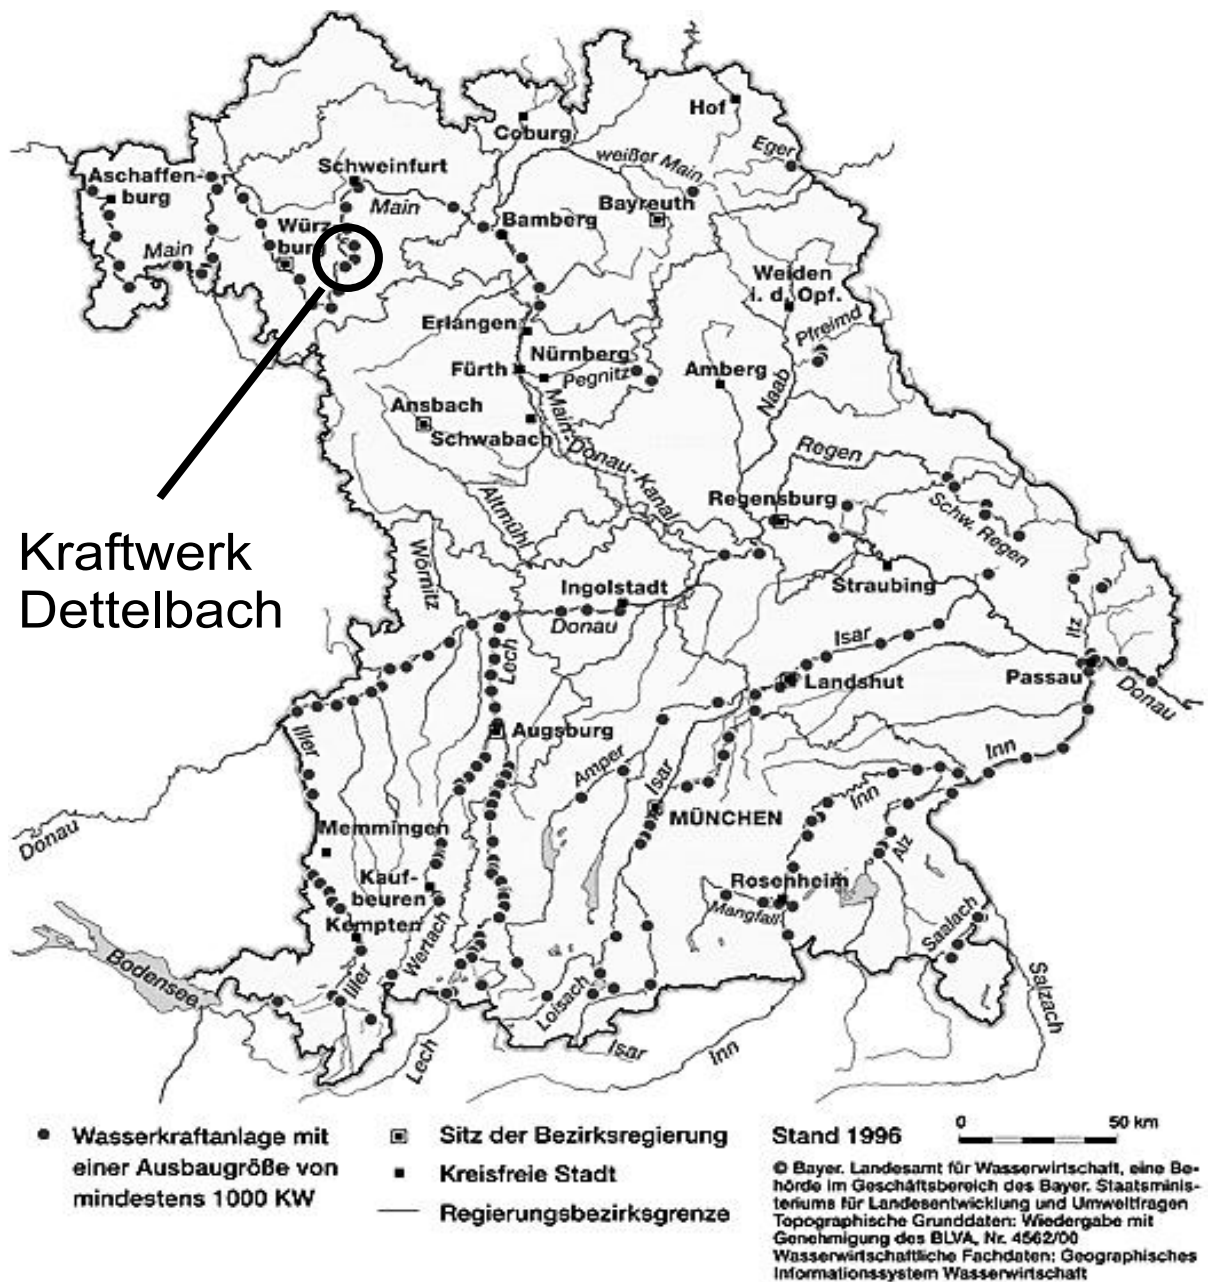 Hof
Coburg
Eger
weißer Main
Schweinfurt
Aschaffen-
burg
Main
Bayreuth
Bamberg
Würz
burg
Main
Weiden
i. d. Opf.
Pfreimd
Erlangen
Nürnberg
Fürth
Pegnitz
Amberg
Naab
Ansbach
Schwabach
Main-Donau-Kanal
Regen
Altmühl
Regensburg
Schw. Regen
Kraftwerk
Dettelbach
Wörnitz
Ingolstadt
Straubing
Donau
Isar
Ilz
Lech
Landshut
Passau
Donau
Iller
Augsburg
Inn
Amper
Isar
Inn
MÜNCHEN
Donau
Memmingen
Alz
Kauf-
beuren
Rosenheim
Mangfall
Kempten
Wertach
Saalach
Bodensee
Iller
Loisach
Salzach
Lech
Isar
Inn
Wasserkraftanlage mit
einer Ausbaugröße von
mindestens 1000 KW
Sitz der Bezirksregierung
Kreisfreie Stadt
Regierungsbezirksgrenze
Stand 1996
0 50 km
© Bayer. Landesamt für Wasserwirtschaft, eine Be-
hörde im Geschäftsbereich des Bayer. Staatsminis-
teriums für Landesentwicklung und Umweltfragen
Topographische Grunddaten: Wiedergabe mit
Genehmigung des BLVA, Nr. 4562/00
Wasserwirtschaftliche Fachdaten: Geographisches
Informationssystem Wasserwirtschaft